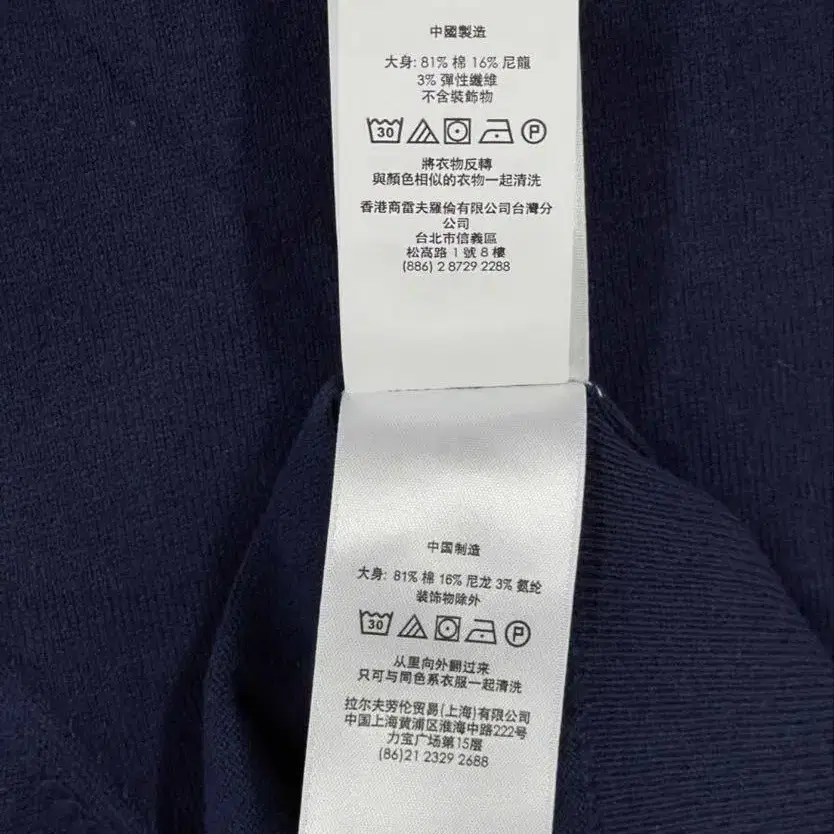 中國製造
大身: 81% 棉 16% 尼龍
3% 彈性纖維
不含裝飾物
30 P
將衣物反轉
與顏色相似的衣物一起清洗
香港商雷夫羅倫有限公司台灣分
公司
台北市信義區
松高路 1 號 8 樓
(886) 2 8729 2288
中国制造
大身: 81% 棉 16% 尼龙 3% 氨纶
装饰物除外
30 P
从里向外翻过来
只可与同色系衣服一起清洗
拉尔夫劳伦贸易(上海)有限公司
中国上海黄浦区淮海中路222号
力宝广场第15层
(86)21 2329 2688